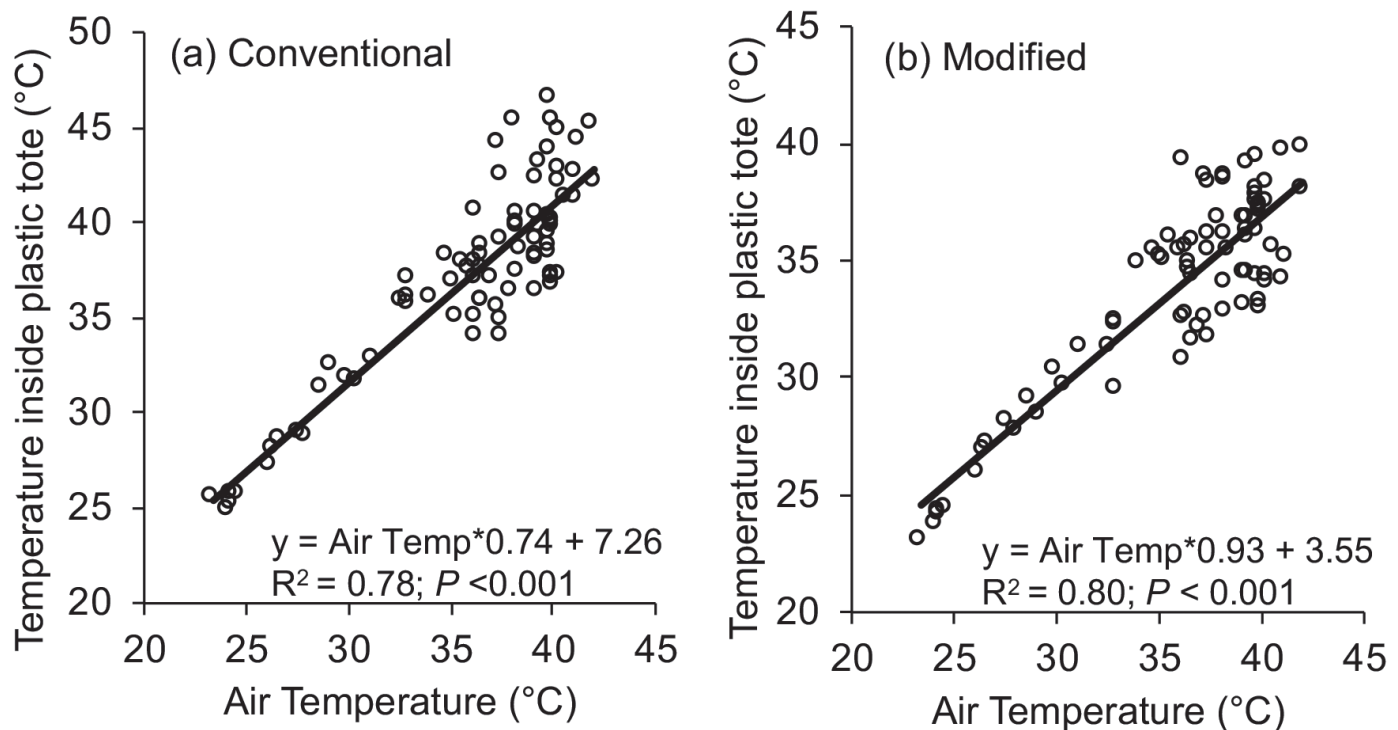 (a) Conventional
Temperature inside plastic tote (°C)
50
45
40
35
30
25
20
y = Air Temp*0.74 + 7.26
R² = 0.78; P <0.001
20 25 30 35 40 45
Air Temperature (°C)
(b) Modified
Temperature inside plastic tote (°C)
45
40
35
30
25
20
y = Air Temp*0.93 + 3.55
R² = 0.80; P < 0.001
20 25 30 35 40 45
Air Temperature (°C)